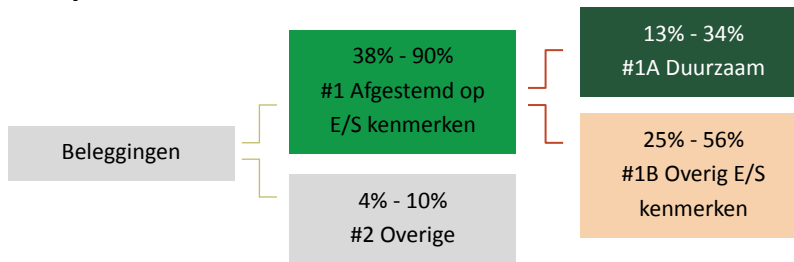 Beleggingen
38% - 90%
#1 Afgestemd op
E/S kenmerken
4% - 10%
#2 Overige
13% - 34%
#1A Duurzaam
25% - 56%
#1B Overig E/S
kenmerken